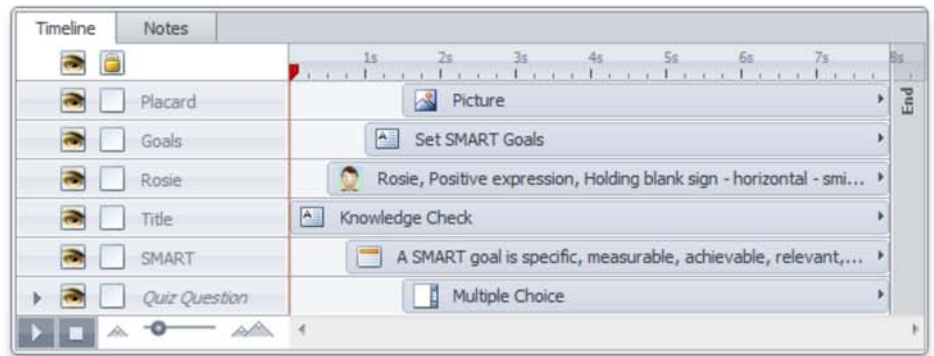 Timeline Notes
1s 2s 3s 4s 5s 6s 7s 8s
Placard Picture End
Goals Set SMART Goals
Rosie Rosie, Positive expression, Holding blank sign - horizontal - smi...
Title Knowledge Check
SMART A SMART goal is specific, measurable, achievable, relevant,...
Quiz Question Multiple Choice